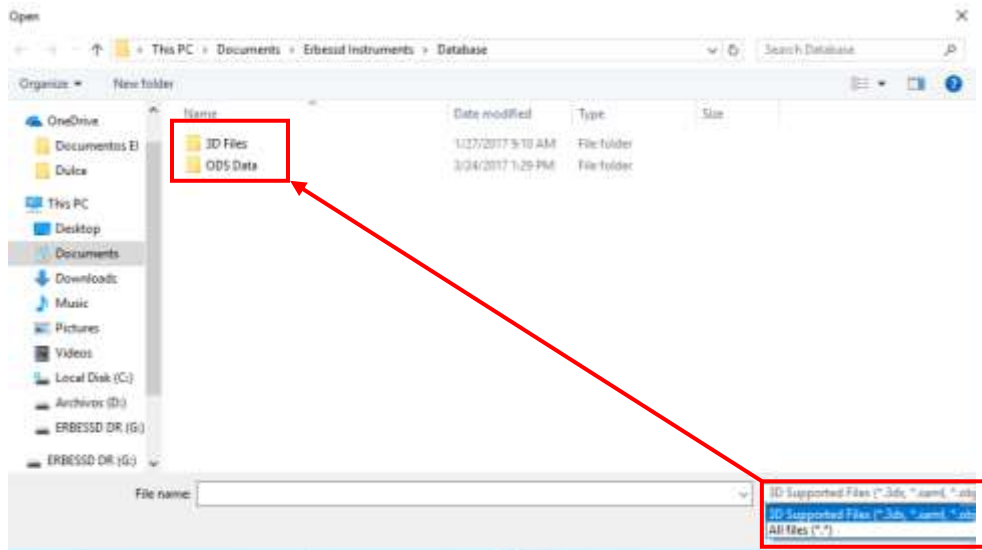 Open
This PC › Documents › Erbessd Instruments › Database
Search Database
Organize
New folder
Name
Date modified
Type
Size
OneDrive
Documentos El
Dulce
This PC
Desktop
Documents
Downloads
Music
Pictures
Videos
Local Disk (C:)
Archivos (D:)
ERBESSD DR (G:)
ERBESSD DR (G:)
3D Files
1/27/2017 9:10 AM
File folder
ODS Data
3/24/2017 1:29 PM
File folder
File name:
3D Supported Files (*.3ds, *.xaml, *.obj
3D Supported Files (*.3ds, *.xaml, *.obj
All files (*.*)